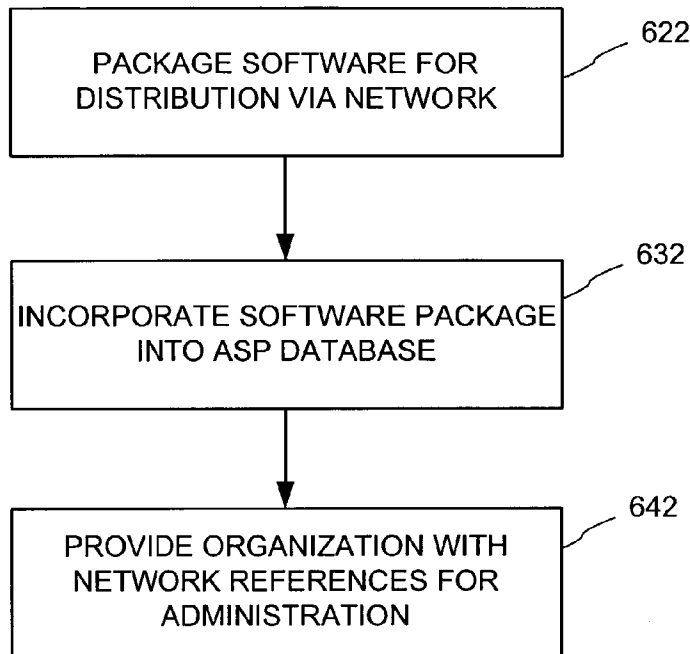 PACKAGE SOFTWARE FOR
DISTRIBUTION VIA NETWORK
622
INCORPORATE SOFTWARE PACKAGE
INTO ASP DATABASE
632
PROVIDE ORGANIZATION WITH
NETWORK REFERENCES FOR
ADMINISTRATION
642